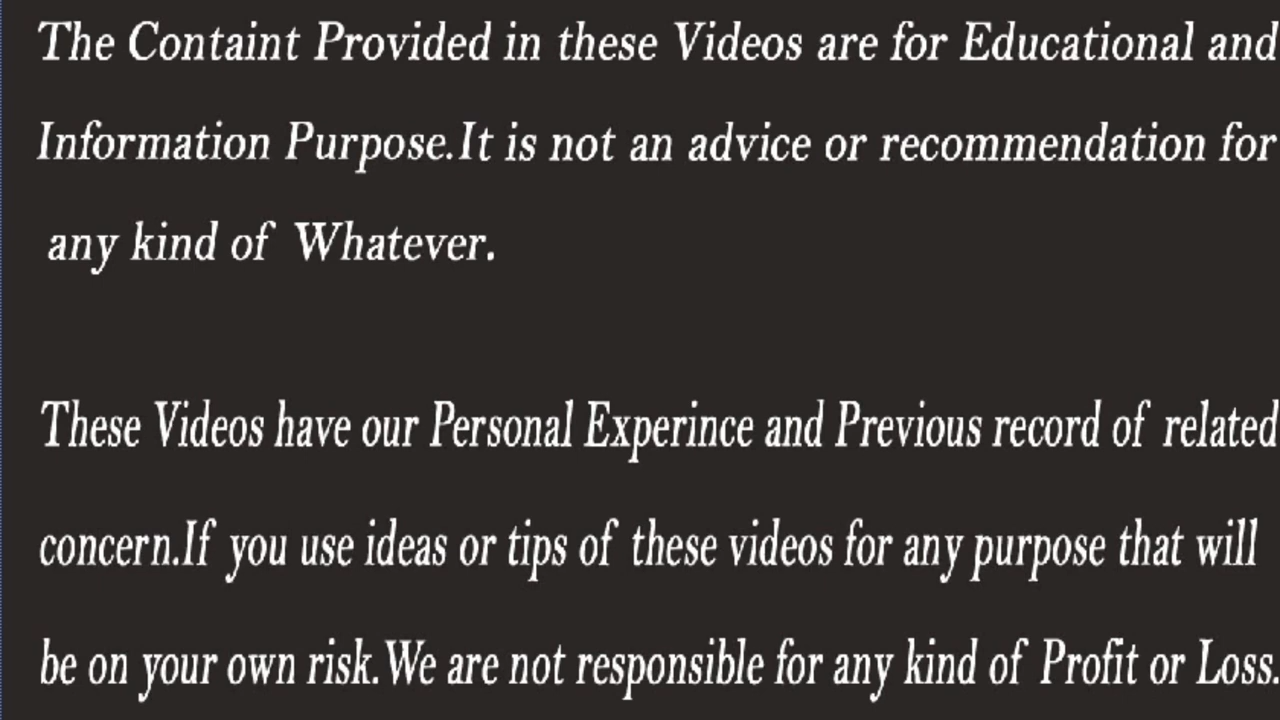 The Containt Provided in these Videos are for Educational and
Information Purpose.It is not an advice or recommendation for
any kind of Whatever.
These Videos have our Personal Experince and Previous record of related
concern.If you use ideas or tips of these videos for any purpose that will
be on your own risk.We are not responsible for any kind of Profit or Loss.